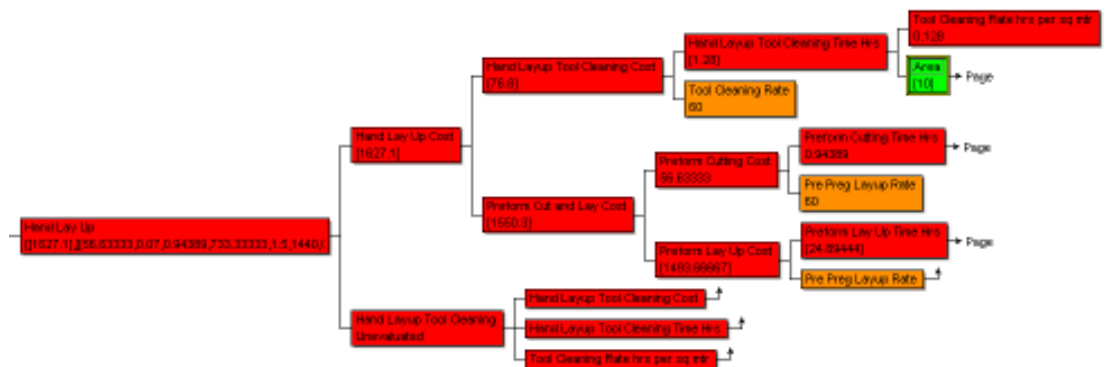 Tool Cleaning Rate hrs per sq mtr
0.128
Hand Layup Tool Cleaning Time Hrs
[1.28]
Area
[10]
Page
Hand Layup Tool Cleaning Cost
[76.8]
Tool Cleaning Rate
60
Hand Lay Up Cost
[1627.1]
Preform Cutting Time Hrs
0.94389
Page
Preform Cutting Cost
56.63333
Pre Preg Layup Rate
60
Preform Cut and Lay Cost
[1550.3]
Hand Lay Up
([1627.1],[[56.63333,0.07,0.94389,733.33333,1.5,1440/
Preform Lay Up Time Hrs
[24.89444]
Page
Preform Lay Up Cost
[1493.66667]
Pre Preg Layup Rate
Hand Layup Tool Cleaning Cost
Hand Layup Tool Cleaning
Unevaluated
Hand Layup Tool Cleaning Time Hrs
Tool Cleaning Rate hrs per sq mtr